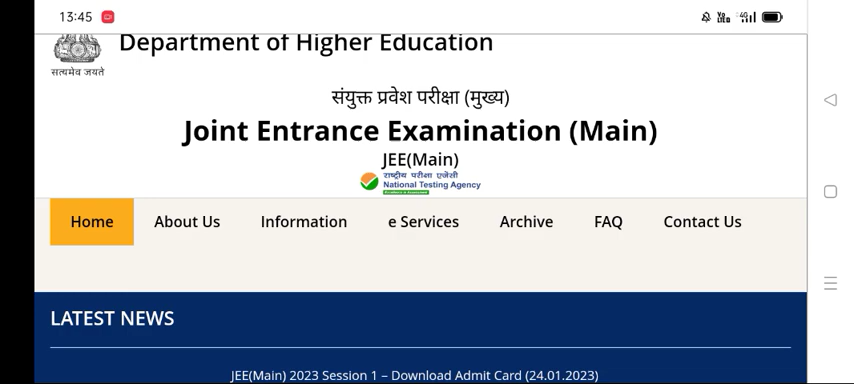 13:45
Department of Higher Education
सत्यमेव जयते
संयुक्त प्रवेश परीक्षा (मुख्य)
Joint Entrance Examination (Main)
JEE(Main)
राष्ट्रीय परीक्षा एजेंसी
National Testing Agency
Home About Us Information e Services Archive FAQ Contact Us
LATEST NEWS
JEE(Main) 2023 Session 1 – Download Admit Card (24.01.2023)